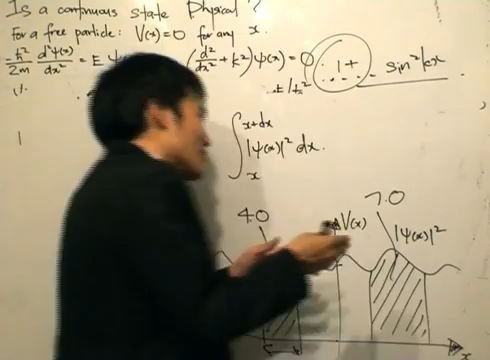 Is a continuous state Physical?
For a free particle: V(x)=0 for any x.
-ħ²/2m d²ψ(x)/dx² = E ψ
(d²/dx² + k²)ψ(x) = 0
1+
sin²kx
∫ₓ^(x+dx) |ψ(x)|² dx.
4.0
7.0
V(x)
|ψ(x)|²
x